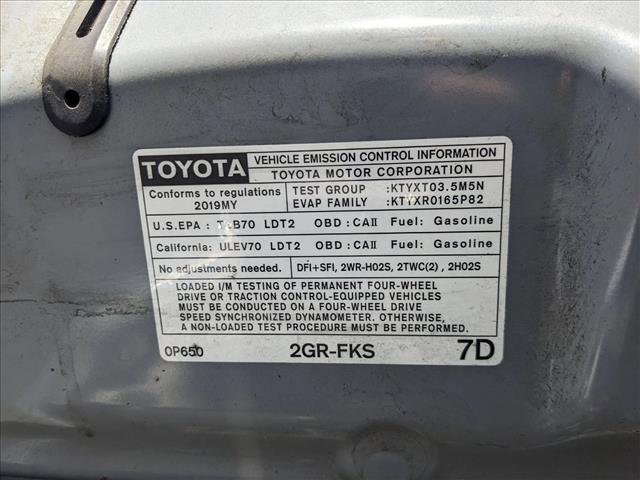 TOYOTA
VEHICLE EMISSION CONTROL INFORMATION
TOYOTA MOTOR CORPORATION
Conforms to regulations
2019MY
TEST GROUP :KTYXT03.5M5N
EVAP FAMILY :KTYXR0165P82
U.S.EPA : B70 LDT2 OBD : CAII Fuel: Gasoline
California: ULEV70 LDT2 OBD : CAII Fuel: Gasoline
No adjustments needed.
DFI+SFI, 2WR-H02S, 2TWC(2) , 2H02S
LOADED I/M TESTING OF PERMANENT FOUR-WHEEL
DRIVE OR TRACTION CONTROL-EQUIPPED VEHICLES
MUST BE CONDUCTED ON A FOUR-WHEEL DRIVE
SPEED SYNCHRONIZED DYNAMOMETER. OTHERWISE,
A NON-LOADED TEST PROCEDURE MUST BE PERFORMED.
0P650 2GR-FKS 7D